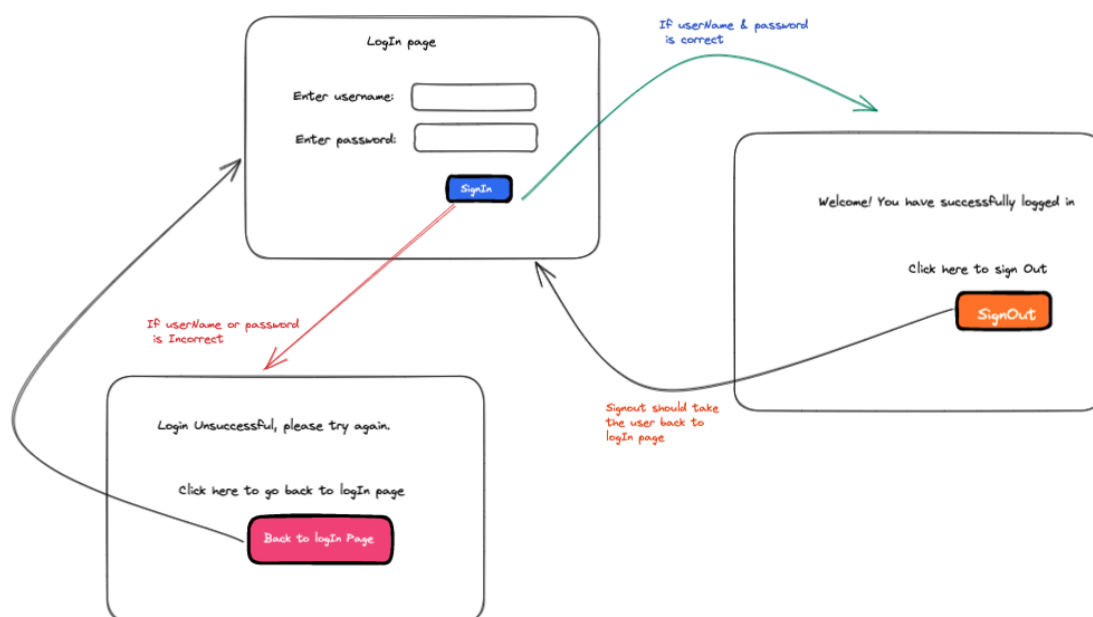 LogIn page
Enter username:
Enter password:
SignIn
If userName & password
is correct
Welcome! You have successfully logged in
Click here to sign Out
SignOut
Signout should take
the user back to
logIn page
If userName or password
is Incorrect
Login Unsuccessful, please try again.
Click here to go back to logIn page
Back to logIn Page